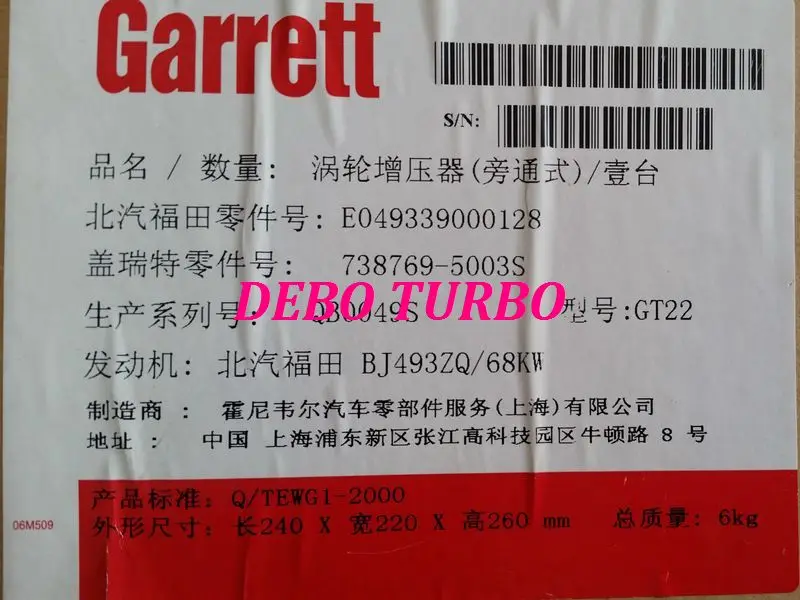 Garrett
S/N:
品名 / 数量: 涡轮增压器(旁通式)/壹台
北汽福田零件号: E049339000128
盖瑞特零件号: 738769-5003S
生产系列号: 型号:GT22
DEBO TURBO
发动机: 北汽福田 BJ493ZQ/68KW
制造商 : 霍尼韦尔汽车零部件服务(上海)有限公司
地址 : 中国 上海浦东新区张江高科技园区牛顿路 8 号
产品标准: Q/TEWG1-2000
外形尺寸: 长240 X 宽220 X 高260 mm 总质量: 6kg
06M509